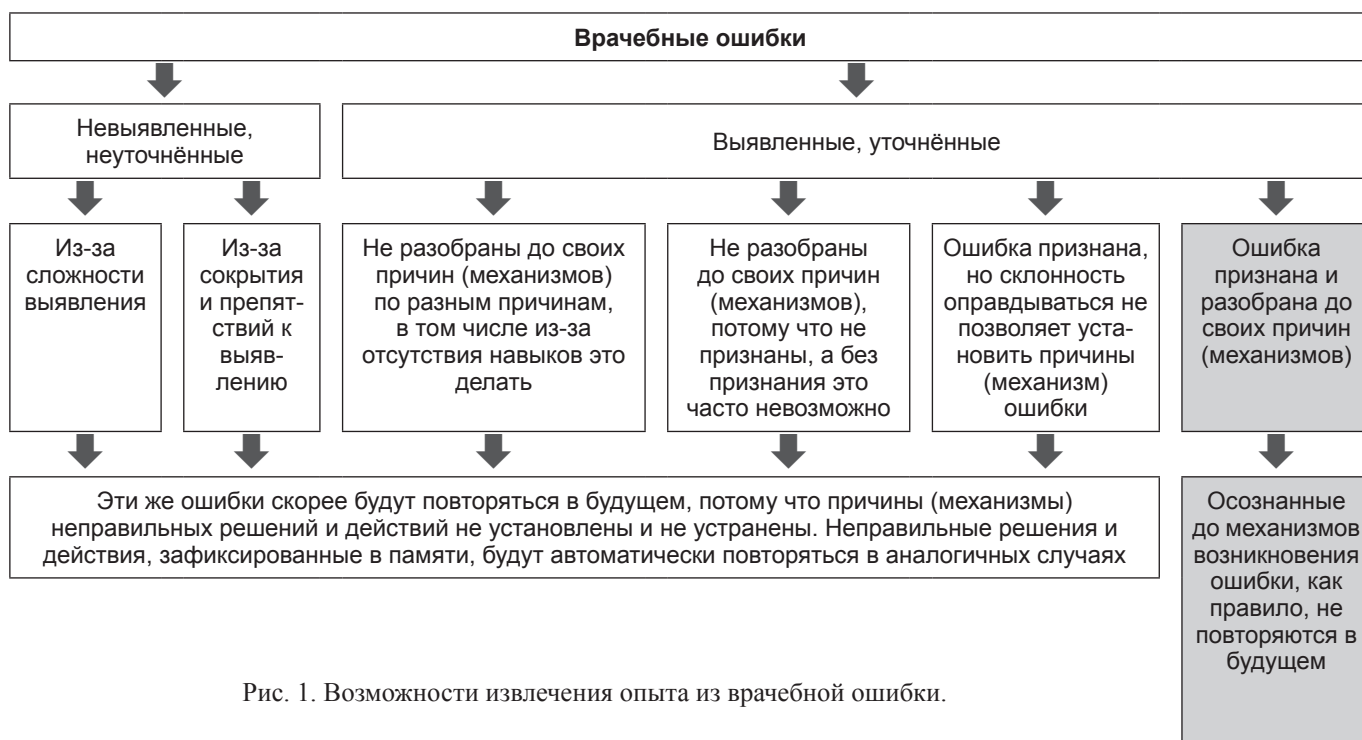 Врачебные ошибки
Невыявленные,
неуточнённые
Выявленные, уточнённые
Из-за
сложности
выявления
Из-за
сокрытия
и препят-
ствий к
выяв-
лению
Не разобраны до своих
причин (механизмов)
по разным причинам,
в том числе из-за
отсутствия навыков это
делать
Не разобраны
до своих причин
(механизмов),
потому что не
признаны, а без
признания это
часто невозможно
Ошибка признана,
но склонность
оправдываться не
позволяет уста-
новить причины
(механизм)
ошибки
Ошибка
признана и
разобрана до
своих причин
(механизмов)
Эти же ошибки скорее будут повторяться в будущем, потому что причины (механизмы)
неправильных решений и действий не установлены и не устранены. Неправильные решения и
действия, зафиксированные в памяти, будут автоматически повторяться в аналогичных случаях
Осознанные
до механизмов
возникновения
ошибки, как
правило, не
повторяются в
будущем
Рис. 1. Возможности извлечения опыта из врачебной ошибки.